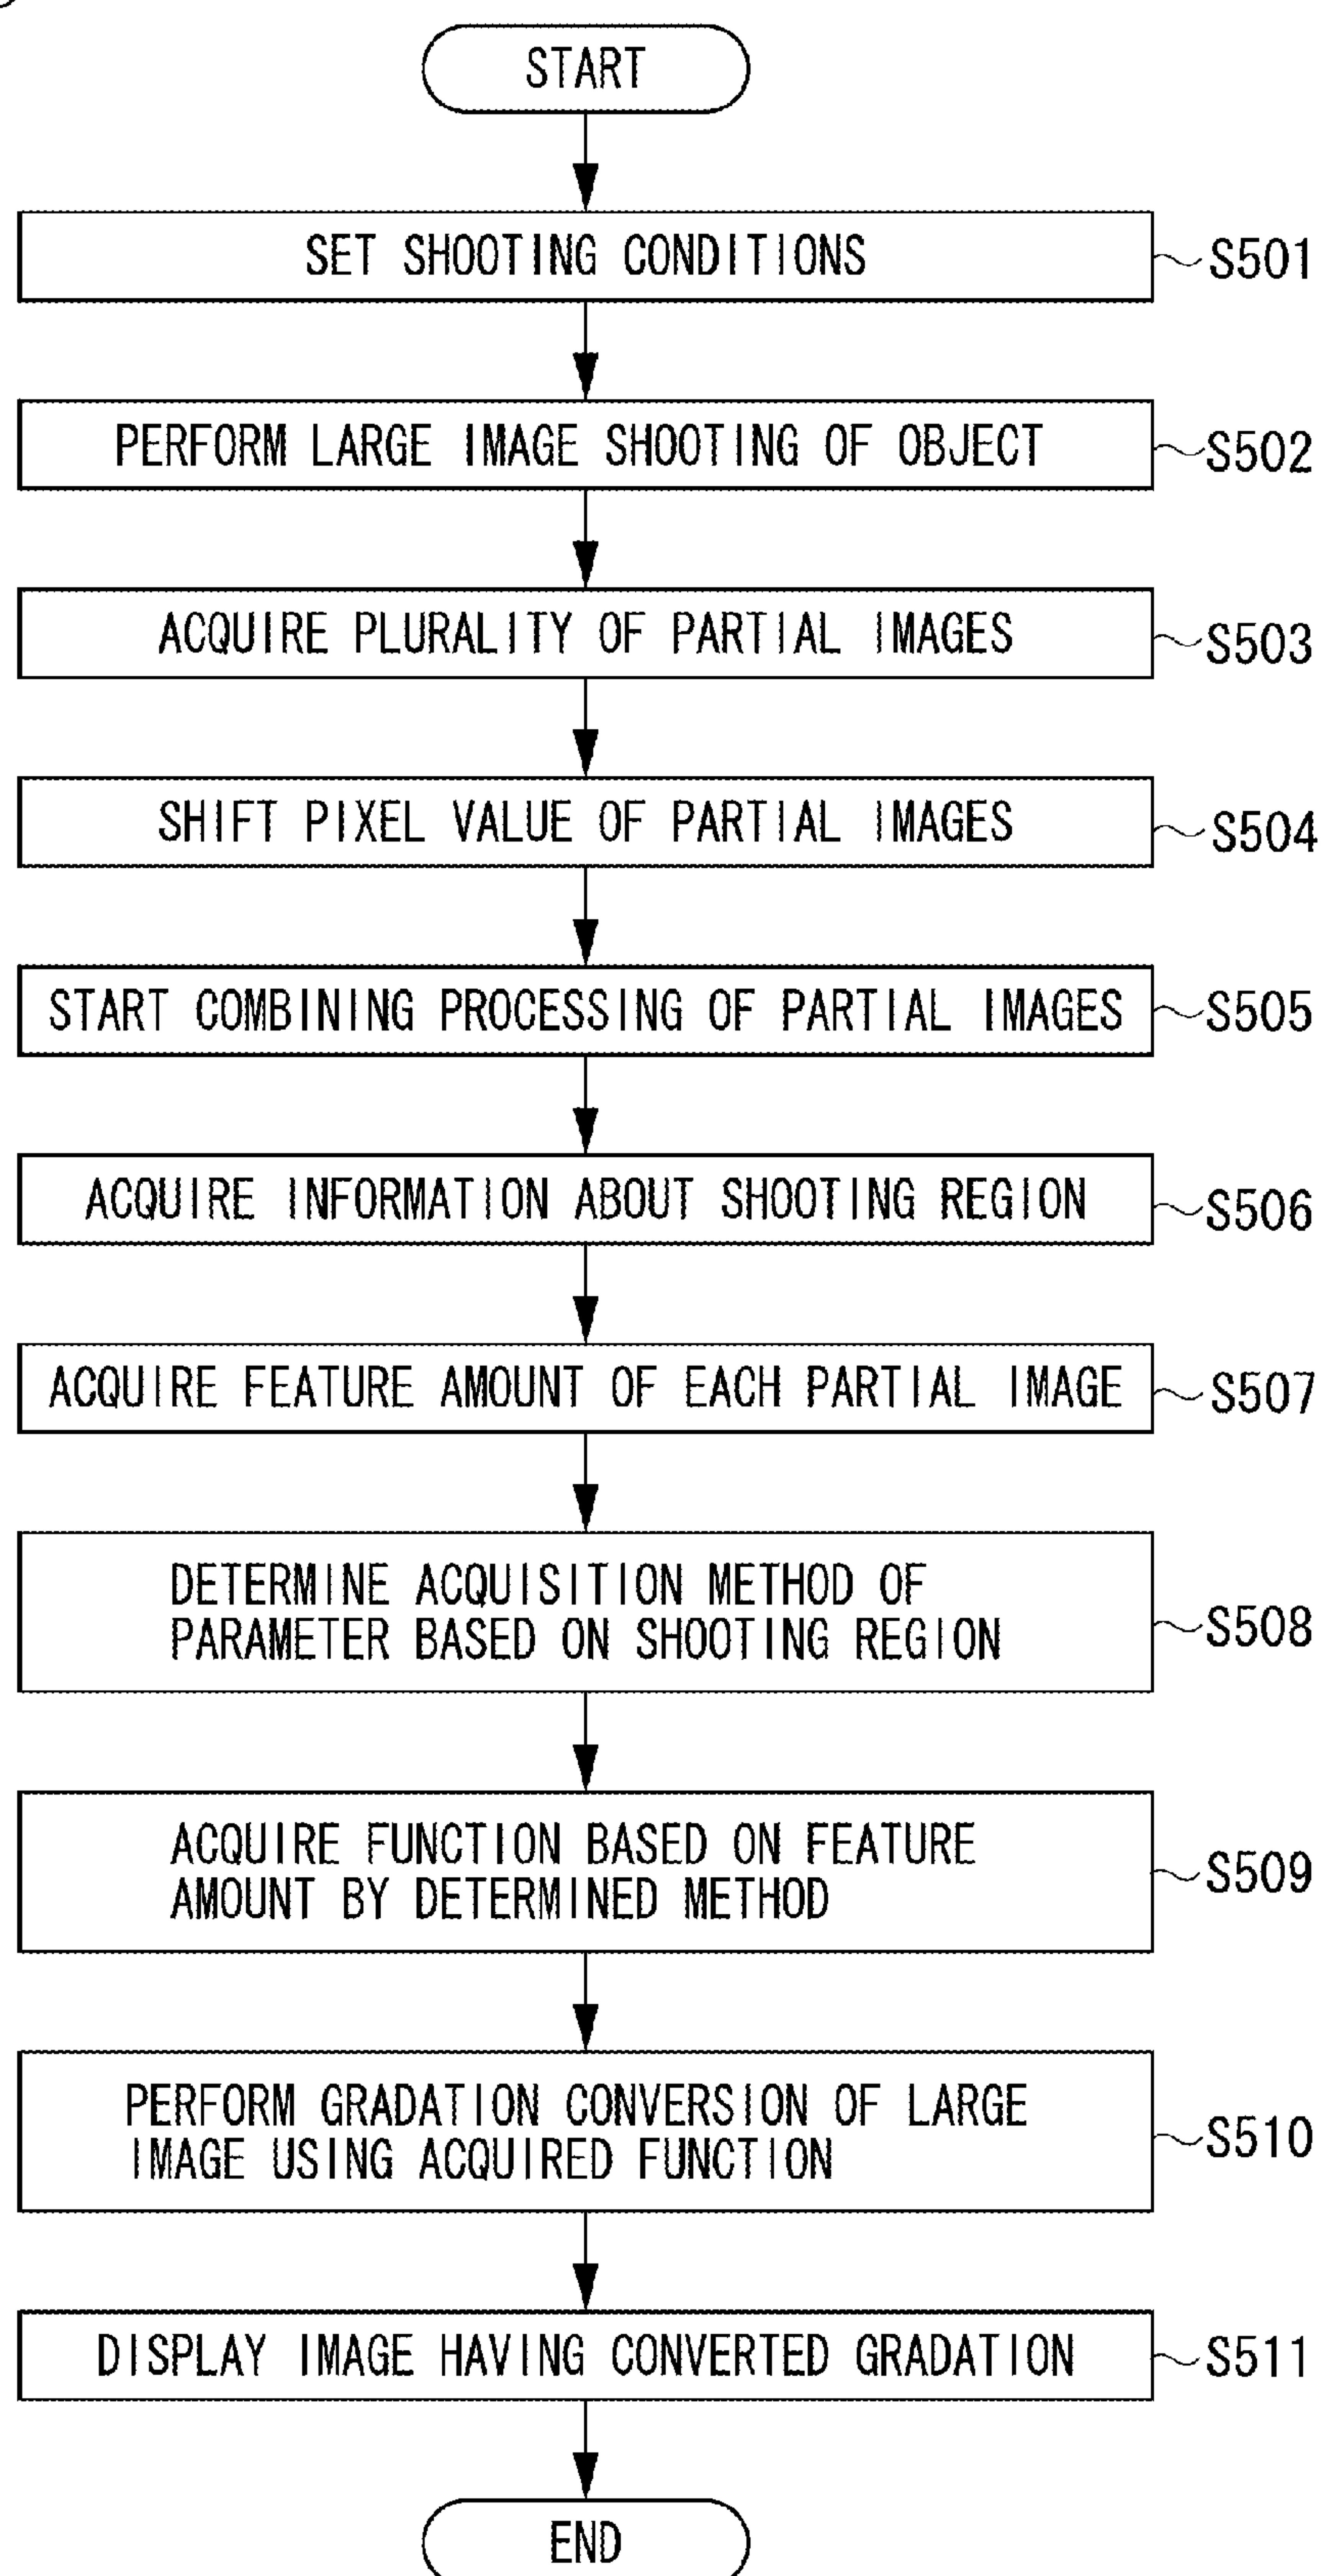 START
SET SHOOTING CONDITIONS
S501
PERFORM LARGE IMAGE SHOOTING OF OBJECT
S502
ACQUIRE PLURALITY OF PARTIAL IMAGES
S503
SHIFT PIXEL VALUE OF PARTIAL IMAGES
S504
START COMBINING PROCESSING OF PARTIAL IMAGES
S505
ACQUIRE INFORMATION ABOUT SHOOTING REGION
S506
ACQUIRE FEATURE AMOUNT OF EACH PARTIAL IMAGE
S507
DETERMINE ACQUISITION METHOD OF
PARAMETER BASED ON SHOOTING REGION
S508
ACQUIRE FUNCTION BASED ON FEATURE
AMOUNT BY DETERMINED METHOD
S509
PERFORM GRADATION CONVERSION OF LARGE
IMAGE USING ACQUIRED FUNCTION
S510
DISPLAY IMAGE HAVING CONVERTED GRADATION
S511
END